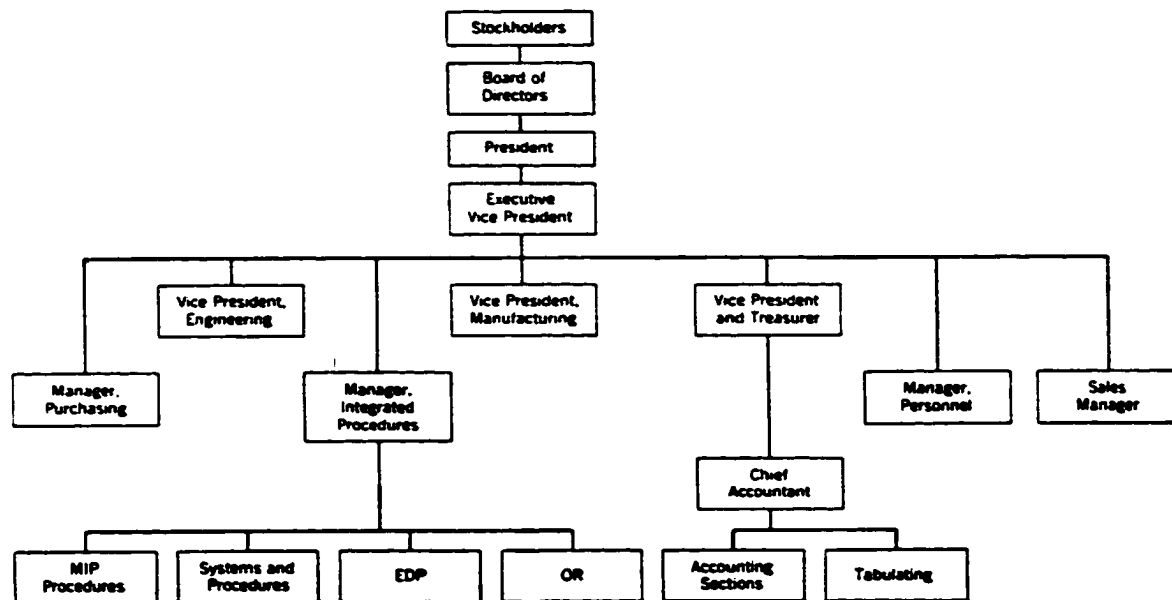 Stockholders
Board of
Directors
President
Executive
Vice President
Vice President,
Engineering
Vice President,
Manufacturing
Vice President
and Treasurer
Manager,
Purchasing
Manager,
Integrated
Procedures
Manager,
Personnel
Sales
Manager
Chief
Accountant
MIP
Procedures
Systems and
Procedures
EDP
OR
Accounting
Sections
Tabulating